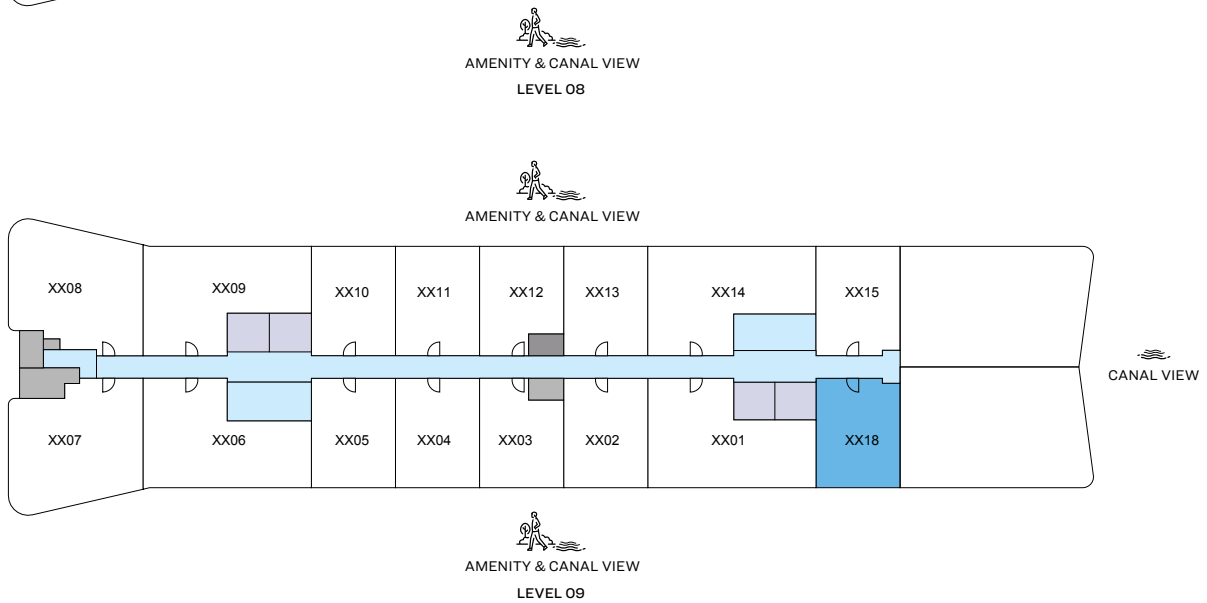 AMENITY & CANAL VIEW
LEVEL 08
AMENITY & CANAL VIEW
XX08
XX09
XX10
XX11
XX12
XX13
XX14
XX15
CANAL VIEW
XX07
XX06
XX05
XX04
XX03
XX02
XX01
XX18
AMENITY & CANAL VIEW
LEVEL 09